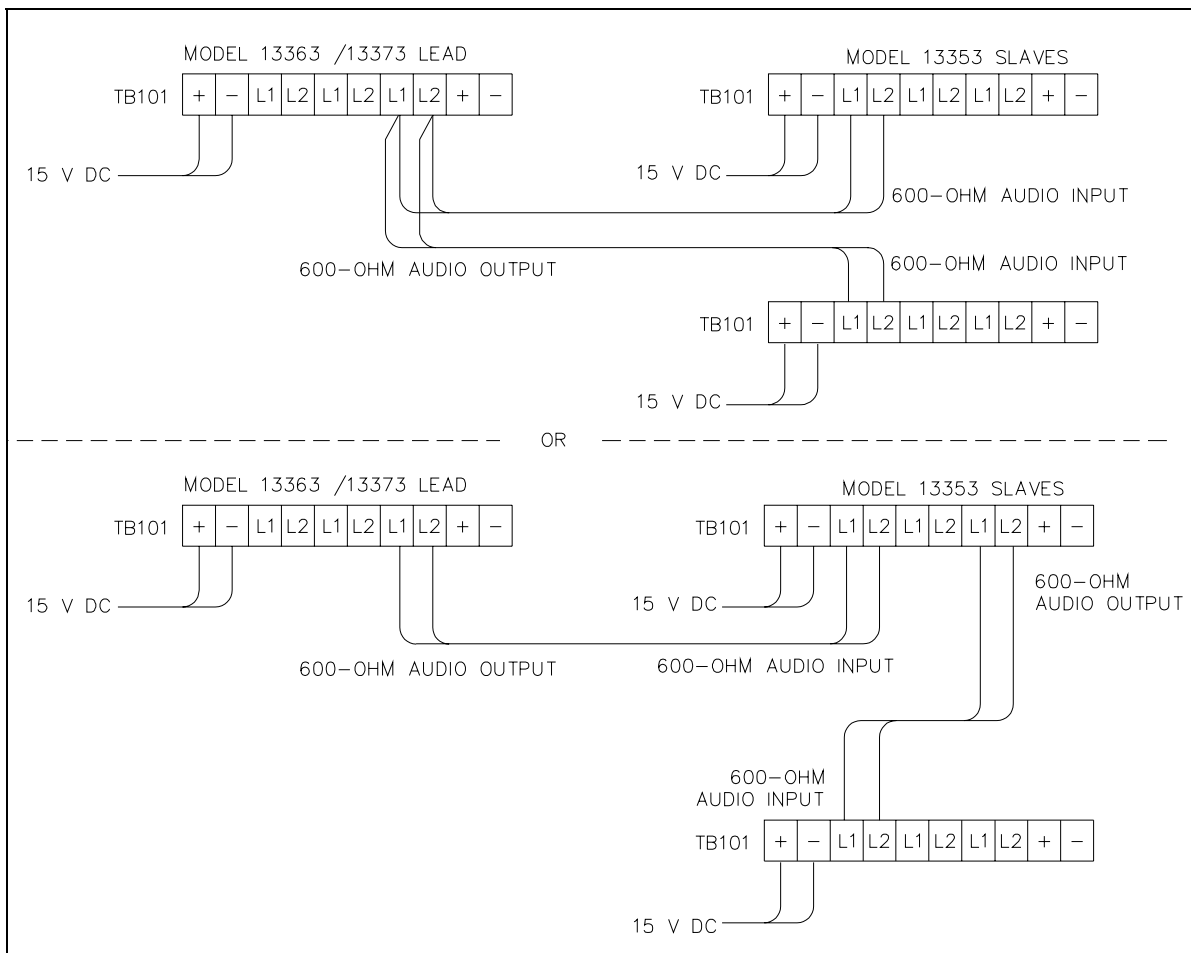 MODEL 13363 /13373 LEAD
MODEL 13353 SLAVES
TB101 + − L1 L2 L1 L2 L1 L2 + −
TB101 + − L1 L2 L1 L2 L1 L2 + −
15 V DC
15 V DC
600−OHM AUDIO INPUT
600−OHM AUDIO OUTPUT
600−OHM AUDIO INPUT
TB101 + − L1 L2 L1 L2 L1 L2 + −
15 V DC
OR
MODEL 13363 /13373 LEAD
MODEL 13353 SLAVES
TB101 + − L1 L2 L1 L2 L1 L2 + −
TB101 + − L1 L2 L1 L2 L1 L2 + −
15 V DC
15 V DC
600−OHM
AUDIO OUTPUT
600−OHM AUDIO OUTPUT
600−OHM AUDIO INPUT
600−OHM
AUDIO INPUT
TB101 + − L1 L2 L1 L2 L1 L2 + −
15 V DC